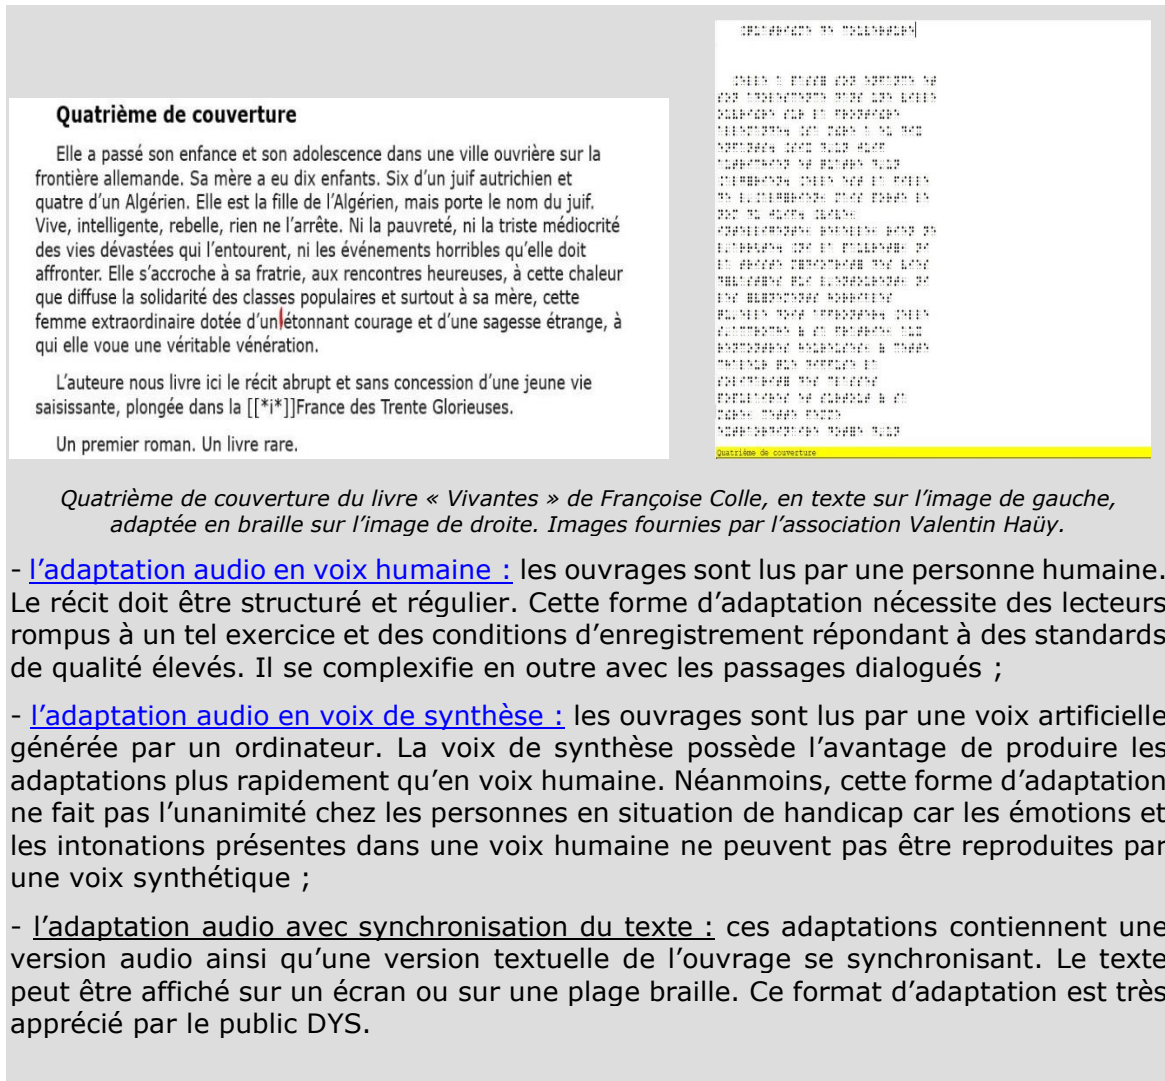 Quatrième de couverture
Elle a passé son enfance et son adolescence dans une ville ouvrière sur la
frontière allemande. Sa mère a eu dix enfants. Six d'un juif autrichien et
quatre d'un Algérien. Elle est la fille de l'Algérien, mais porte le nom du juif.
Vive, intelligente, rebelle, rien ne l'arrête. Ni la pauvreté, ni la triste médiocrité
des vies dévastées qui l'entourent, ni les événements horribles qu'elle doit
affronter. Elle s'accroche à sa fratrie, aux rencontres heureuses, à cette chaleur
que diffuse la solidarité des classes populaires et surtout à sa mère, cette
femme extraordinaire dotée d'un étonnant courage et d'une sagesse étrange, à
qui elle voue une véritable vénération.
L'auteure nous livre ici le récit abrupt et sans concession d'une jeune vie
saisissante, plongée dans la [[*i*]]France des Trente Glorieuses.
Un premier roman. Un livre rare.
Quatrième de couverture
Quatrième de couverture du livre « Vivantes » de Françoise Colle, en texte sur l'image de gauche,
adaptée en braille sur l'image de droite. Images fournies par l'association Valentin Haüy.
- l'adaptation audio en voix humaine : les ouvrages sont lus par une personne humaine.
Le récit doit être structuré et régulier. Cette forme d'adaptation nécessite des lecteurs
rompus à un tel exercice et des conditions d'enregistrement répondant à des standards
de qualité élevés. Il se complexifie en outre avec les passages dialogués ;
- l'adaptation audio en voix de synthèse : les ouvrages sont lus par une voix artificielle
générée par un ordinateur. La voix de synthèse possède l'avantage de produire les
adaptations plus rapidement qu'en voix humaine. Néanmoins, cette forme d'adaptation
ne fait pas l'unanimité chez les personnes en situation de handicap car les émotions et
les intonations présentes dans une voix humaine ne peuvent pas être reproduites par
une voix synthétique ;
- l'adaptation audio avec synchronisation du texte : ces adaptations contiennent une
version audio ainsi qu'une version textuelle de l'ouvrage se synchronisant. Le texte
peut être affiché sur un écran ou sur une plage braille. Ce format d'adaptation est très
apprécié par le public DYS.